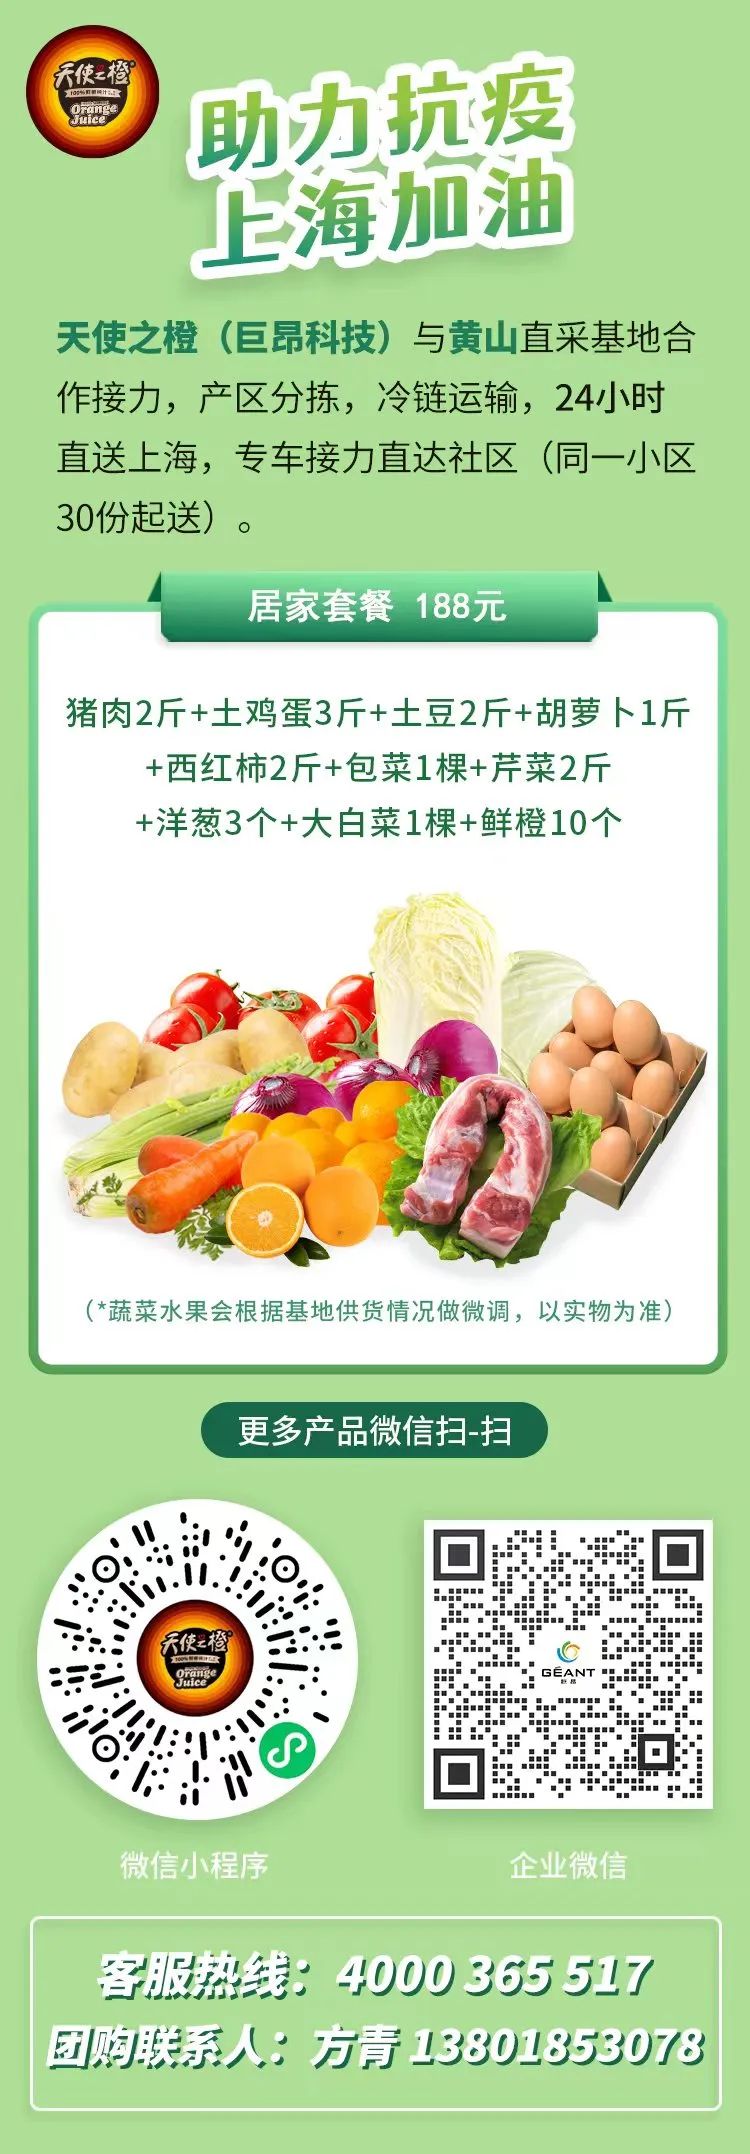 天使之橙
100%鲜榨纯汁
Orange
Juice
助力抗疫
上海加油
天使之橙（巨昂科技）与黄山直采基地合
作接力，产区分拣，冷链运输，24小时
直送上海，专车接力直达社区（同一小区
30份起送）。
居家套餐 188元
猪肉2斤+土鸡蛋3斤+土豆2斤+胡萝卜1斤
+西红柿2斤+包菜1棵+芹菜2斤
+洋葱3个+大白菜1棵+鲜橙10个
（*蔬菜水果会根据基地供货情况做微调，以实物为准）
更多产品微信扫-扫
天使之橙
Orange
Juice
GĒANT
巨昂
微信小程序
企业微信
客服热线：4000 365 517
团购联系人：方青 13801853078